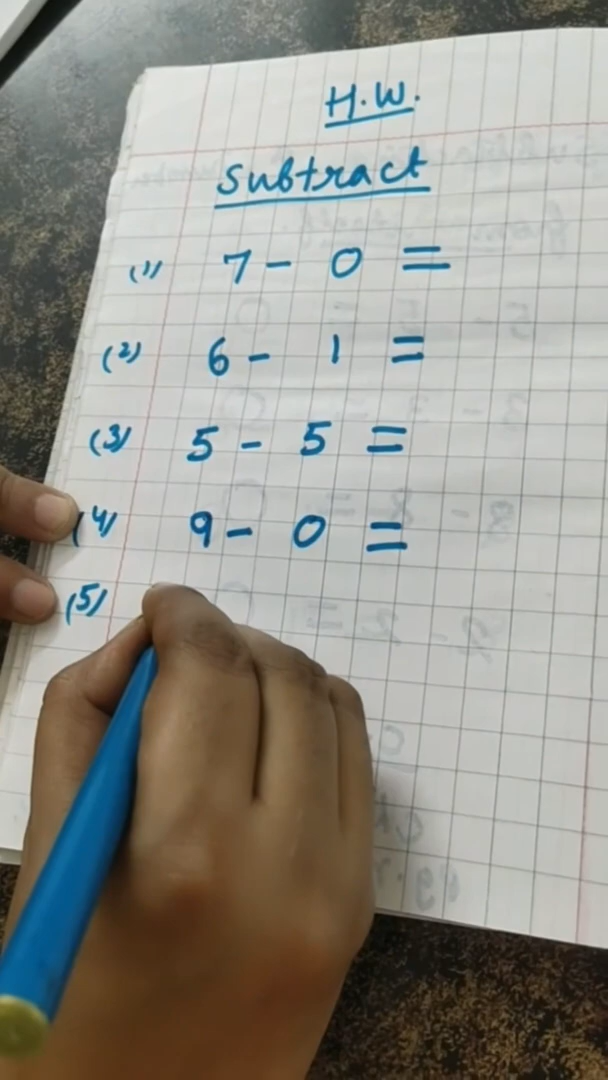 H.W.
Subtract
(1) 7 - 0 =
(2) 6 - 1 =
(3) 5 - 5 =
(4) 9 - 0 =
(5)